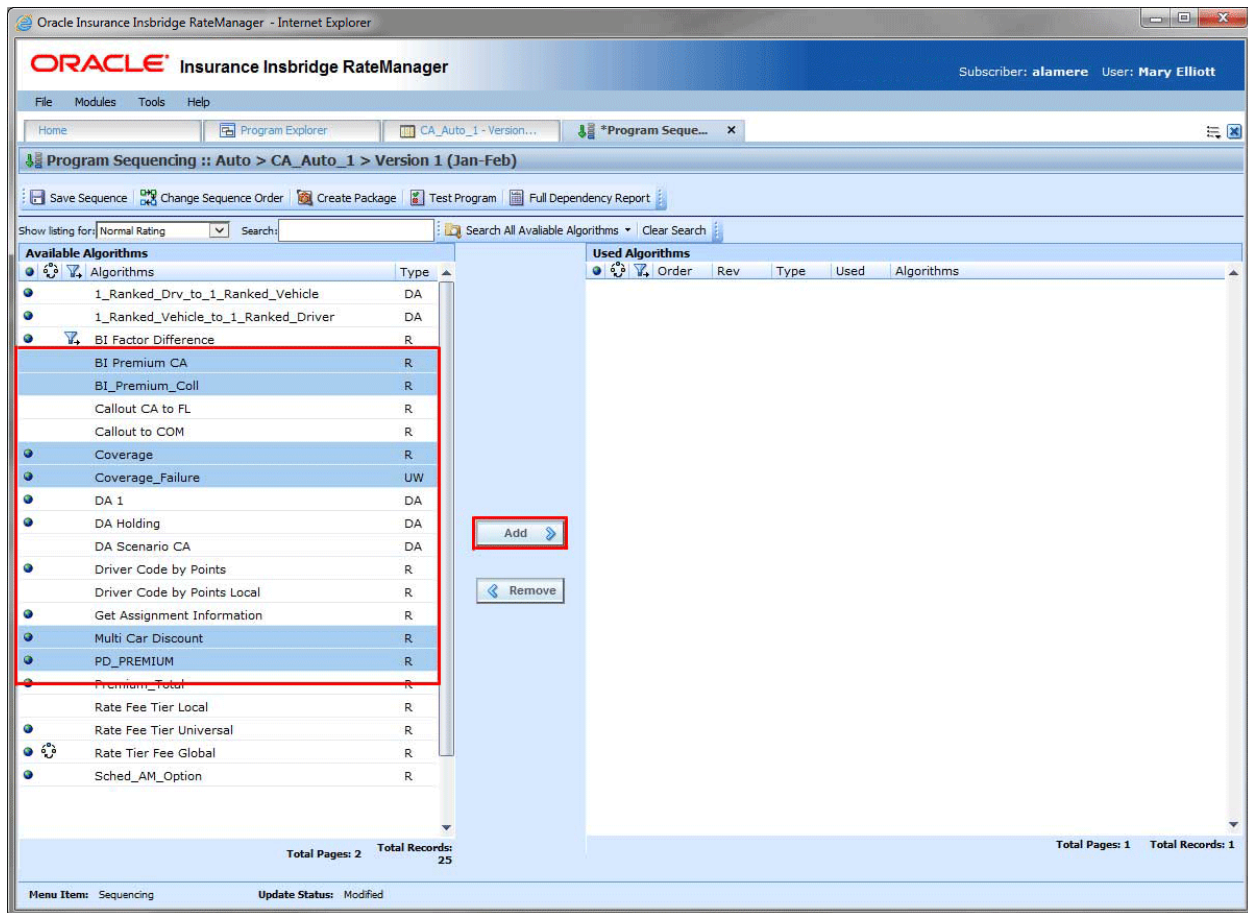 Oracle Insurance Insbridge RateManager - Internet Explorer
ORACLE Insurance Insbridge RateManager
Subscriber: alamere User: Mary Elliott
File Modules Tools Help
Home Program Explorer CA_Auto_1 - Version... *Program Seque... x
Program Sequencing :: Auto > CA_Auto_1 > Version 1 (Jan-Feb)
Save Sequence Change Sequence Order Create Package Test Program Full Dependency Report
Show listing for: Normal Rating Search: Search All Avaliable Algorithms Clear Search
Available Algorithms
Algorithms Type
1_Ranked_Drv_to_1_Ranked_Vehicle DA
1_Ranked_Vehicle_to_1_Ranked_Driver DA
BI Factor Difference R
BI Premium CA R
BI_Premium_Coll R
Callout CA to FL R
Callout to COM R
Coverage R
Coverage_Failure UW
DA 1 DA
DA Holding DA
DA Scenario CA DA
Driver Code by Points R
Driver Code by Points Local R
Get Assignment Information R
Multi Car Discount R
PD_PREMIUM R
Premium_Total R
Rate Fee Tier Local R
Rate Fee Tier Universal R
Rate Tier Fee Global R
Sched_AM_Option R
Total Pages: 2 Total Records: 25
Add
Remove
Used Algorithms
Order Rev Type Used Algorithms
Total Pages: 1 Total Records: 1
Menu Item: Sequencing Update Status: Modified